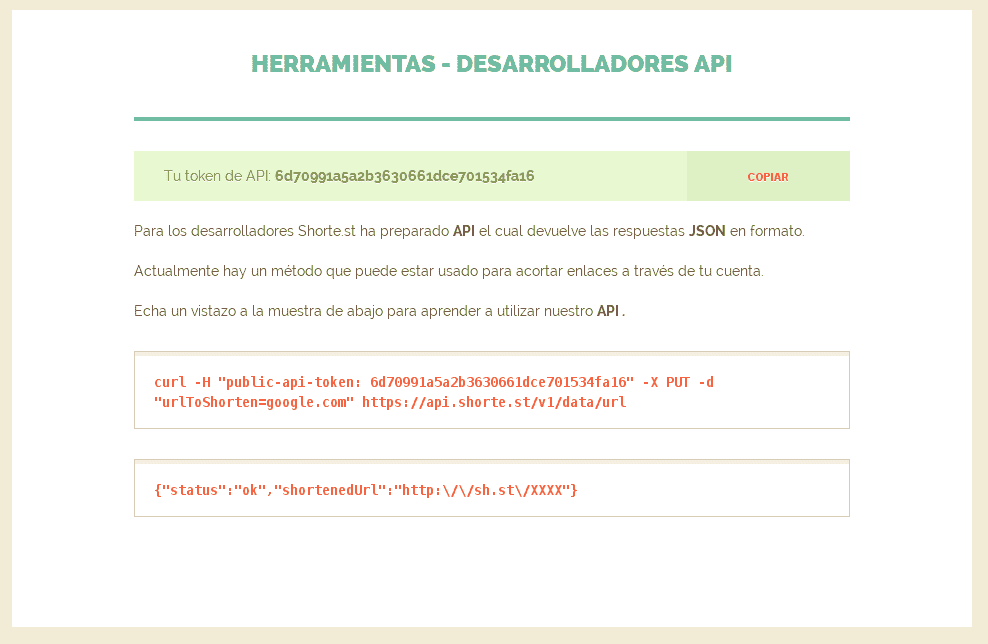 HERRAMIENTAS - DESARROLLADORES API
Tu token de API: 6d70991a5a2b3630661dce701534fa16
COPIAR
Para los desarrolladores Shorte.st ha preparado API el cual devuelve las respuestas JSON en formato.
Actualmente hay un método que puede estar usado para acortar enlaces a través de tu cuenta.
Echa un vistazo a la muestra de abajo para aprender a utilizar nuestro API .
curl -H "public-api-token: 6d70991a5a2b3630661dce701534fa16" -X PUT -d
"urlToShorten=google.com" https://api.shorte.st/v1/data/url
{"status":"ok","shortenedUrl":"http:\/\/sh.st\/XXXX"}